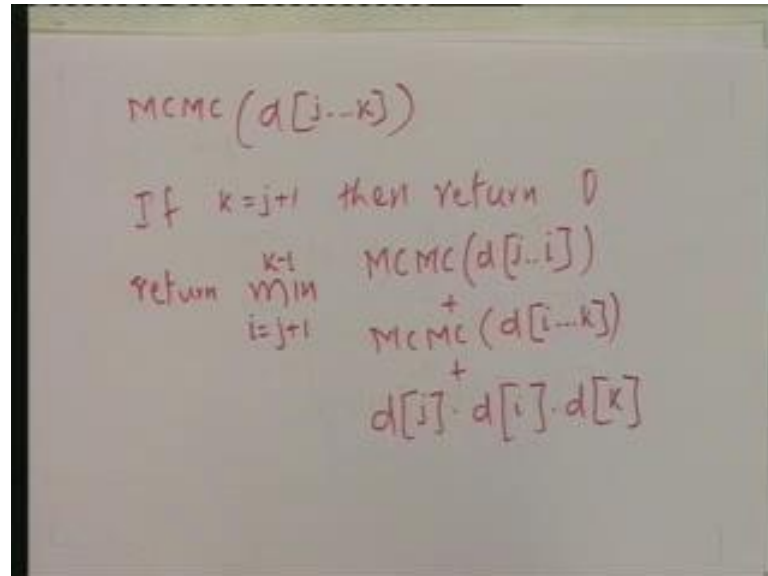 MCMC (d[j...k])
If k=j+1 then return 0
return min MCMC(d[j..i])
k-1
i=j+1
+
MCMC (d[i...k])
+
d[j]. d[i]. d[k]